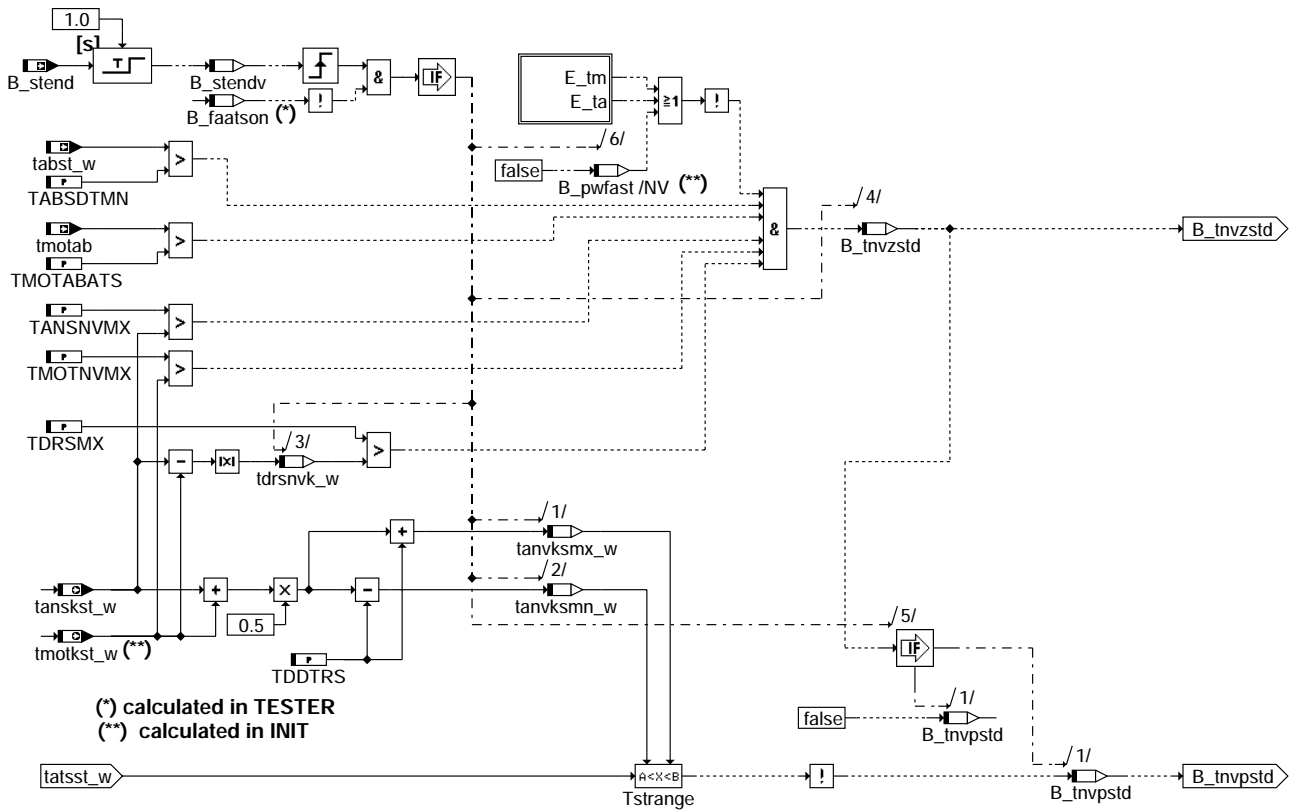 1.0
[s]
T
B_stend
B_stendv
B_faatson (*)
!
&
IF
E_tm
E_ta
≥1
!
/6/
false
B_pwfast /NV (**)
tabst_w
>
P
TABSDTMN
tmotab
>
P
TMOTABATS
&
/4/
B_tnvzstd
B_tnvzstd
P
TANSNVMX
>
P
TMOTNVMX
>
P
TDRSMX
>
/3/
-
|X|
tdrsnvk_w
+
/1/
tanvksmx_w
tanskst_w
+
X
-
/2/
tanvksmn_w
0.5
tmotkst_w (**)
P
TDDTRS
/5/
IF
/1/
false
B_tnvpstd
(*) calculated in TESTER
(**) calculated in INIT
/1/
tatsst_w
A<X<B
Tstrange
!
B_tnvpstd
B_tnvpstd